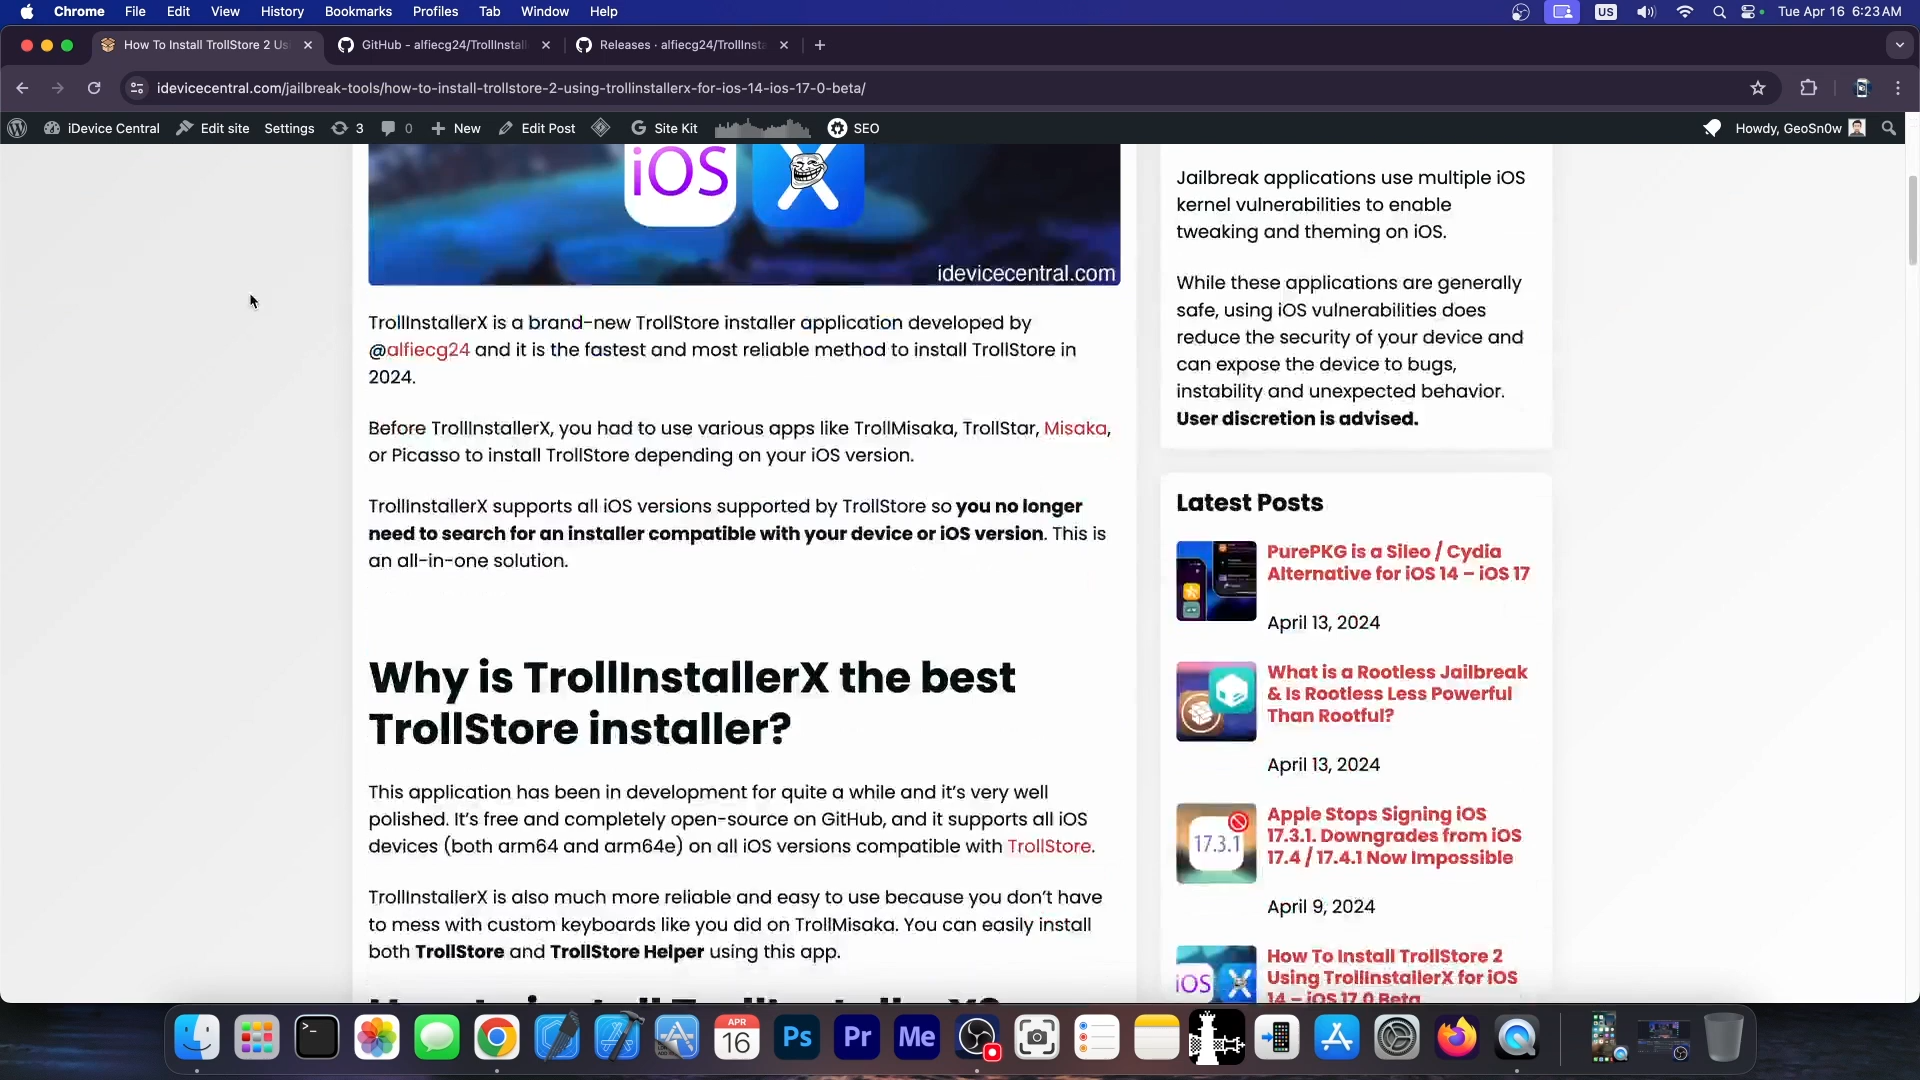 Chrome File Edit View History Bookmarks Profiles Tab Window Help
US Tue Apr 16 6:23 AM
How To Install TrollStore 2 Us
GitHub - alfiecg24/TrollInstall
Releases · alfiecg24/TrollInsta
idevicecentral.com/jailbreak-tools/how-to-install-trollstore-2-using-trollinstallerx-for-ios-14-ios-17-0-beta/
iDevice Central Edit site Settings 3 0 New Edit Post Site Kit SEO
Howdy, GeoSn0w
iOS
idevicecentral.com
TrollInstallerX is a brand-new TrollStore installer application developed by
@alfiecg24 and it is the fastest and most reliable method to install TrollStore in
2024.
Before TrollInstallerX, you had to use various apps like TrollMisaka, TrollStar, Misaka,
or Picasso to install TrollStore depending on your iOS version.
TrollInstallerX supports all iOS versions supported by TrollStore so you no longer
need to search for an installer compatible with your device or iOS version. This is
an all-in-one solution.
Why is TrollInstallerX the best
TrollStore installer?
This application has been in development for quite a while and it's very well
polished. It's free and completely open-source on GitHub, and it supports all iOS
devices (both arm64 and arm64e) on all iOS versions compatible with TrollStore.
TrollInstallerX is also much more reliable and easy to use because you don't have
to mess with custom keyboards like you did on TrollMisaka. You can easily install
both TrollStore and TrollStore Helper using this app.
How to install TrollInstallerX?
Jailbreak applications use multiple iOS
kernel vulnerabilities to enable
tweaking and theming on iOS.
While these applications are generally
safe, using iOS vulnerabilities does
reduce the security of your device and
can expose the device to bugs,
instability and unexpected behavior.
User discretion is advised.
Latest Posts
PurePKG is a Sileo / Cydia
Alternative for iOS 14 – iOS 17
April 13, 2024
What is a Rootless Jailbreak
& Is Rootless Less Powerful
Than Rootful?
April 13, 2024
17.3.1
Apple Stops Signing iOS
17.3.1. Downgrades from iOS
17.4 / 17.4.1 Now Impossible
April 9, 2024
iOS
How To Install TrollStore 2
Using TrollInstallerX for iOS
14 – iOS 17.0 Beta
APR
16
Ps
Pr
Me